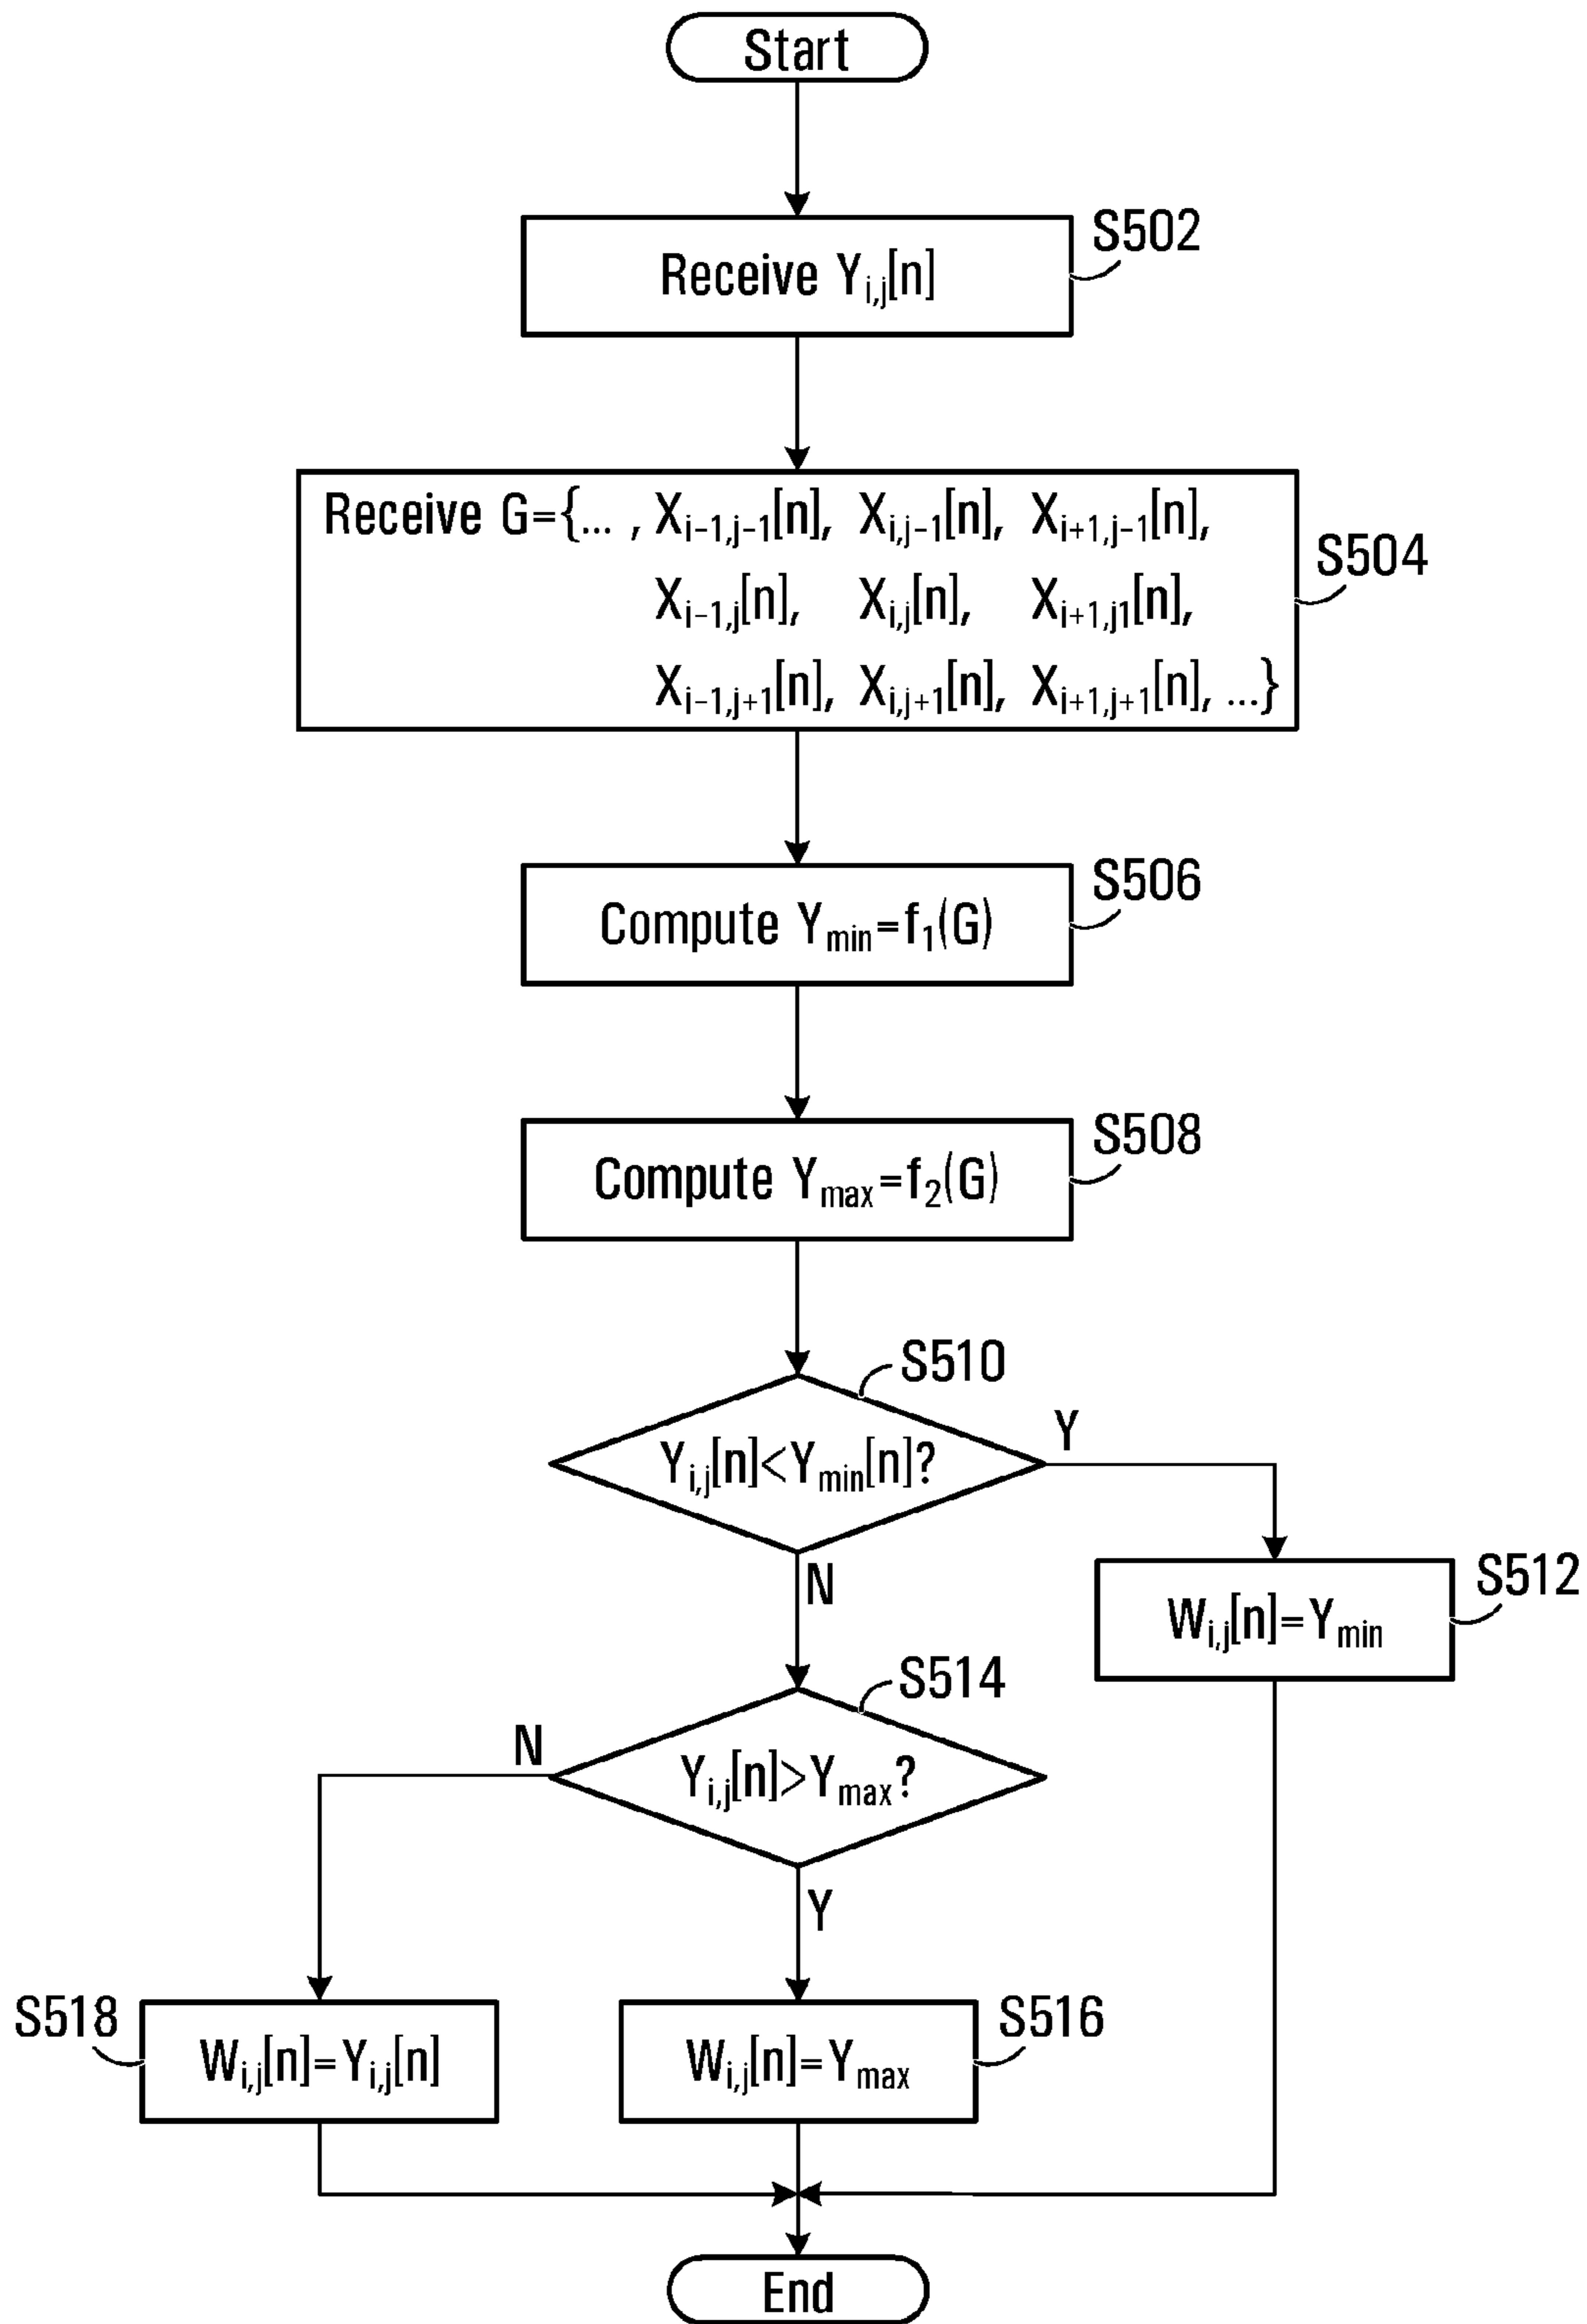 Start
S502
Receive Y_{i,j}[n]
Receive G={... , X_{i-1,j-1}[n], X_{i,j-1}[n], X_{i+1,j-1}[n],
S504
X_{i-1,j}[n], X_{i,j}[n], X_{i+1,j1}[n],
X_{i-1,j+1}[n], X_{i,j+1}[n], X_{i+1,j+1}[n], ...}
S506
Compute Y_{min}=f_1(G)
S508
Compute Y_{max}=f_2(G)
S510
Y
Y_{i,j}[n]<Y_{min}[n]?
N
S512
W_{i,j}[n]=Y_{min}
S514
N
Y_{i,j}[n]>Y_{max}?
Y
S518
W_{i,j}[n]=Y_{i,j}[n]
S516
W_{i,j}[n]=Y_{max}
End